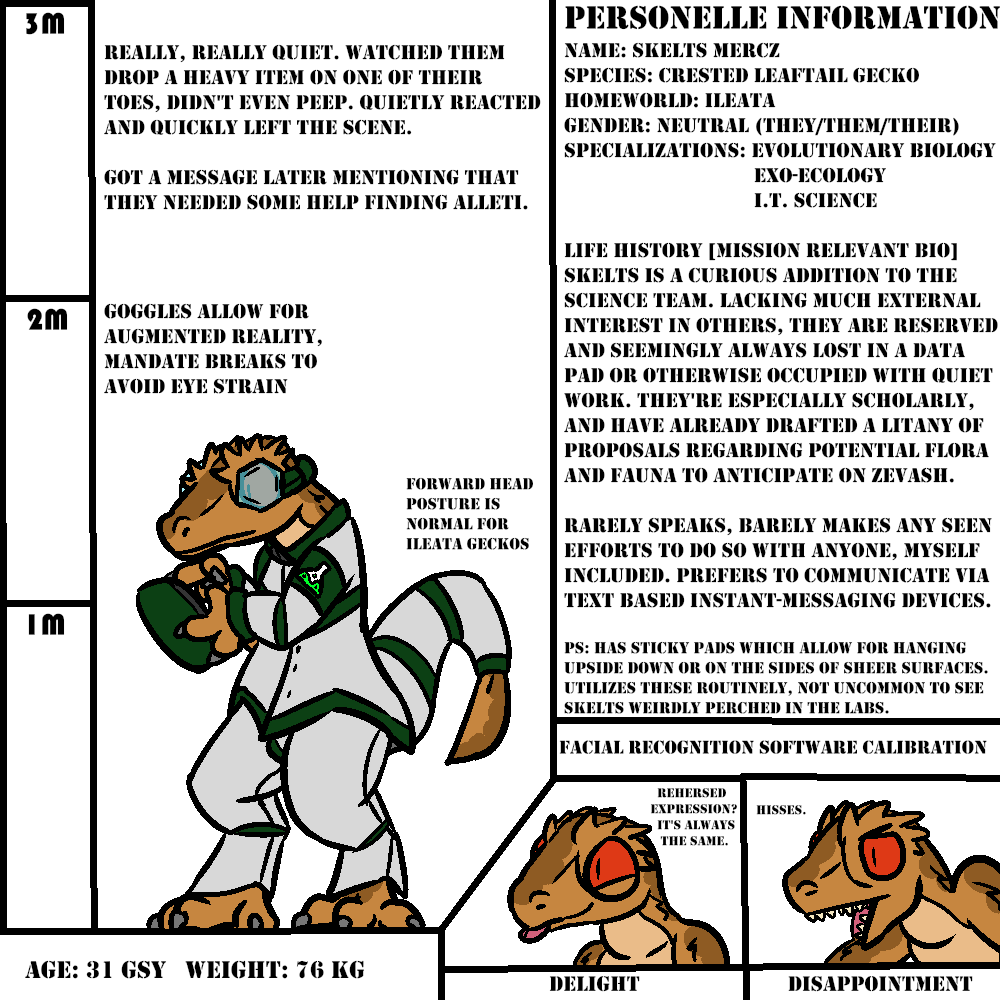 3M
REALLY, REALLY QUIET. WATCHED THEM
DROP A HEAVY ITEM ON ONE OF THEIR
TOES, DIDN'T EVEN PEEP. QUIETLY REACTED
AND QUICKLY LEFT THE SCENE.
GOT A MESSAGE LATER MENTIONING THAT
THEY NEEDED SOME HELP FINDING ALLETI.
2M
GOGGLES ALLOW FOR
AUGMENTED REALITY,
MANDATE BREAKS TO
AVOID EYE STRAIN
FORWARD HEAD
POSTURE IS
NORMAL FOR
ILEATA GECKOS
1M
AGE: 31 GSY WEIGHT: 76 KG
PERSONELLE INFORMATION
NAME: SKELTS MERCZ
SPECIES: CRESTED LEAFTAIL GECKO
HOMEWORLD: ILEATA
GENDER: NEUTRAL (THEY/THEM/THEIR)
SPECIALIZATIONS: EVOLUTIONARY BIOLOGY
EXO-ECOLOGY
I.T. SCIENCE
LIFE HISTORY [MISSION RELEVANT BIO]
SKELTS IS A CURIOUS ADDITION TO THE
SCIENCE TEAM. LACKING MUCH EXTERNAL
INTEREST IN OTHERS, THEY ARE RESERVED
AND SEEMINGLY ALWAYS LOST IN A DATA
PAD OR OTHERWISE OCCUPIED WITH QUIET
WORK. THEY'RE ESPECIALLY SCHOLARLY,
AND HAVE ALREADY DRAFTED A LITANY OF
PROPOSALS REGARDING POTENTIAL FLORA
AND FAUNA TO ANTICIPATE ON ZEVASH.
RARELY SPEAKS, BARELY MAKES ANY SEEN
EFFORTS TO DO SO WITH ANYONE, MYSELF
INCLUDED. PREFERS TO COMMUNICATE VIA
TEXT BASED INSTANT-MESSAGING DEVICES.
PS: HAS STICKY PADS WHICH ALLOW FOR HANGING
UPSIDE DOWN OR ON THE SIDES OF SHEER SURFACES.
UTILIZES THESE ROUTINELY, NOT UNCOMMON TO SEE
SKELTS WEIRDLY PERCHED IN THE LABS.
FACIAL RECOGNITION SOFTWARE CALIBRATION
REHERSED
EXPRESSION?
IT'S ALWAYS
THE SAME.
DELIGHT
HISSES.
DISAPPOINTMENT